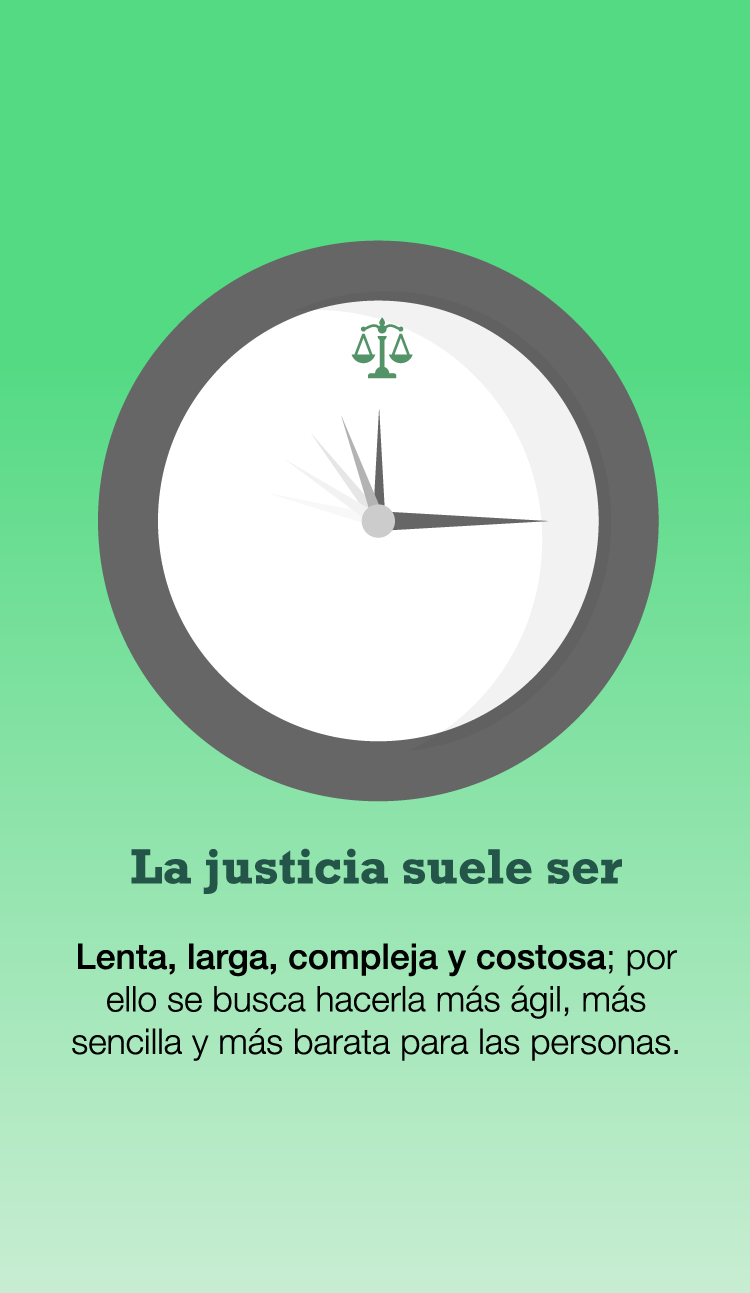 La justicia suele ser
Lenta, larga, compleja y costosa; por
ello se busca hacerla más ágil, más
sencilla y más barata para las personas.